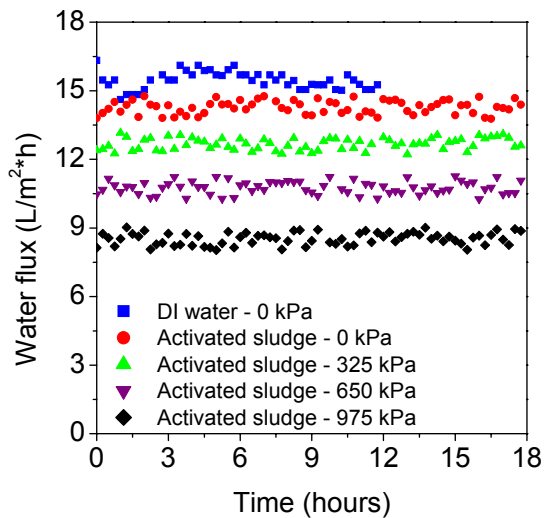 18
15
12
9
6
3
0
Water flux (L/m²*h)
DI water - 0 kPa
Activated sludge - 0 kPa
Activated sludge - 325 kPa
Activated sludge - 650 kPa
Activated sludge - 975 kPa
0 3 6 9 12 15 18
Time (hours)